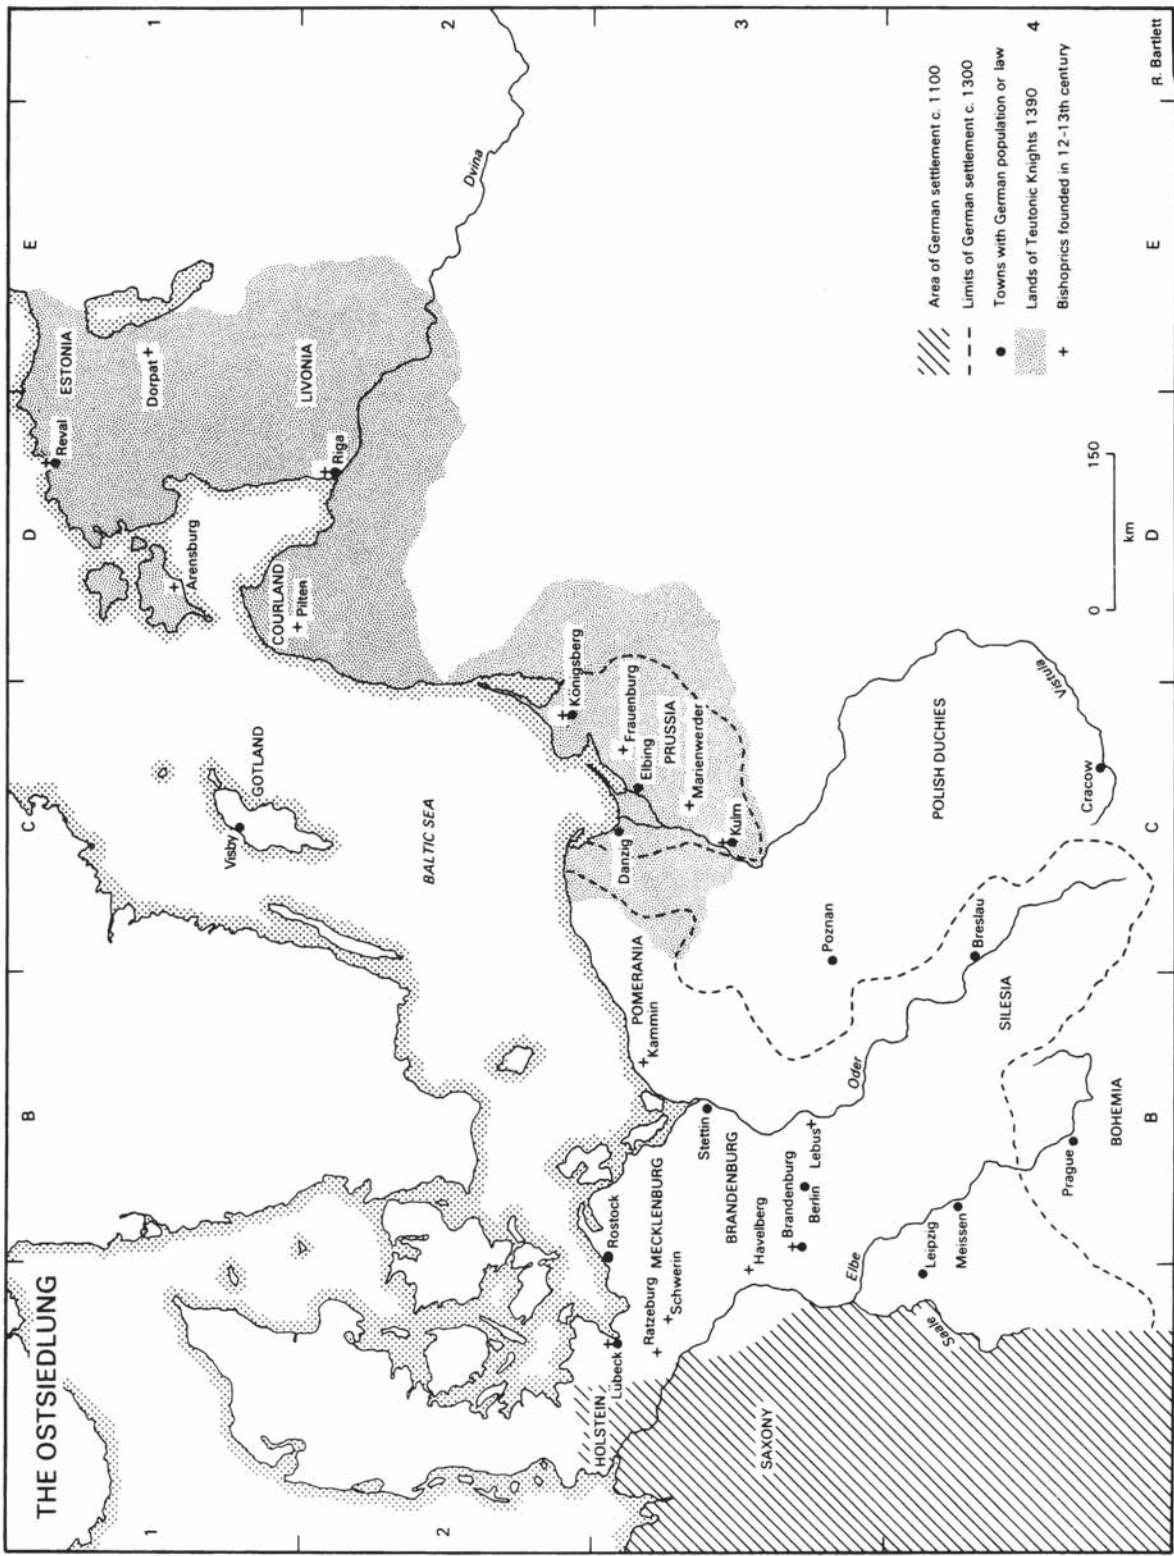 THE OSTSIEDLUNG
B
C
D
E
1
1
ESTONIA
Reval
Dorpat
Arensburg
LIVONIA
Riga
GOTLAND
Visby
COURLAND
Pilten
Dvina
2
2
BALTIC SEA
Königsberg
Frauenburg
Elbing
PRUSSIA
Marienwerder
Danzig
Kulm
HOLSTEIN
Lübeck
Rostock
Ratzeburg
MECKLENBURG
Schwerin
POMERANIA
Kammin
Stettin
SAXONY
BRANDENBURG
Havelberg
Brandenburg
Berlin
Lebus
Poznan
3
Elbe
Oder
Saale
Leipzig
Meissen
Breslau
SILESIA
POLISH DUCHIES
Vistula
Cracow
Prague
BOHEMIA
0
150
km
Area of German settlement c. 1100
Limits of German settlement c. 1300
Towns with German population or law
Lands of Teutonic Knights 1390
Bishoprics founded in 12-13th century
4
B
C
D
E
R. Bartlett